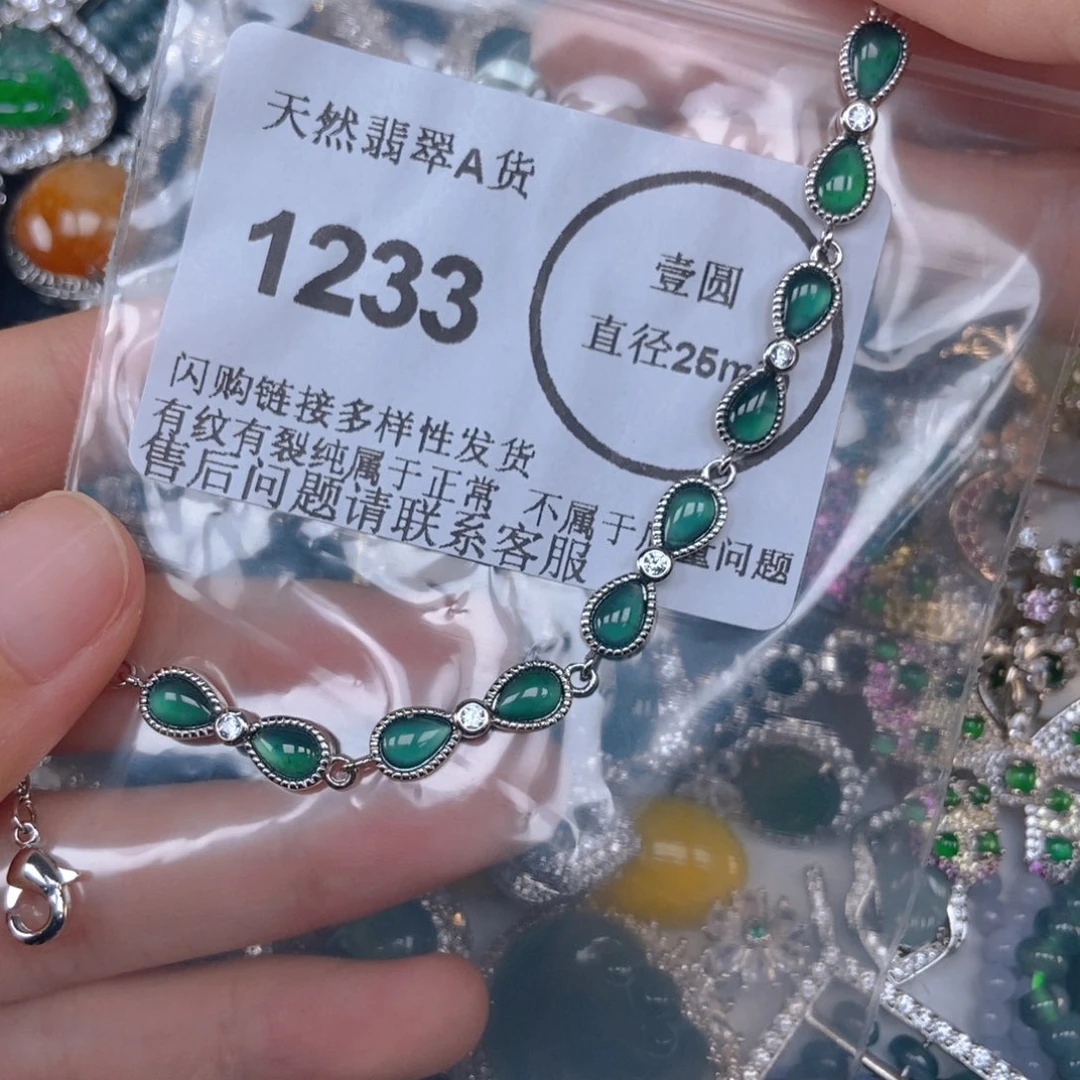 天然翡翠A货
1233
壹圆
直径25m
闪购链接多样性发货
有纹有裂纯属于正常 不属于 量问题
售后问题请联系客服